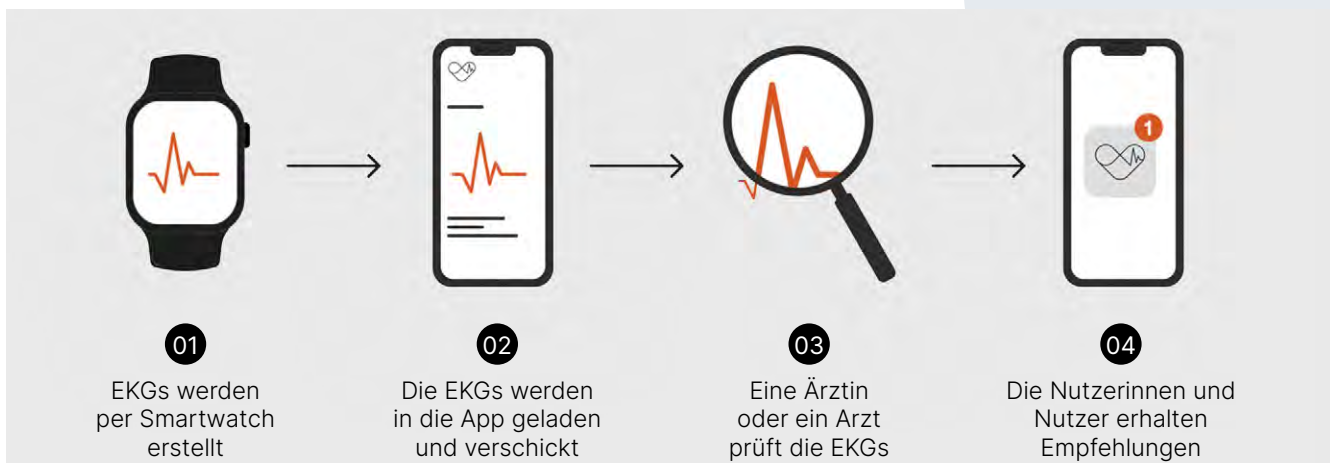 1
01
EKGs werden
per Smartwatch
erstellt
02
Die EKGs werden
in die App geladen
und verschickt
03
Eine Ärztin
oder ein Arzt
prüft die EKGs
04
Die Nutzerinnen und
Nutzer erhalten
Empfehlungen